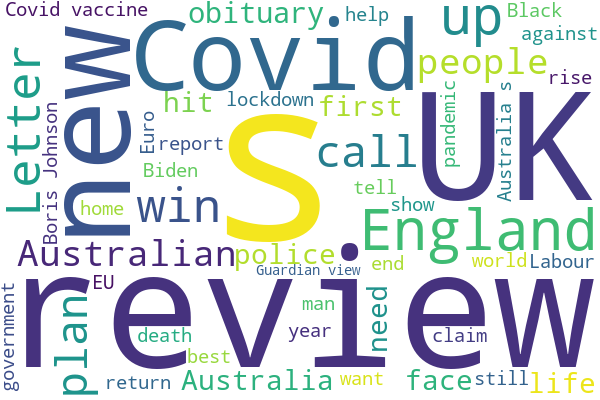 Covid vaccine
obituary
help
up
Black
against
Covid
new
Letter
people
rise
hit
lockdown
first
UK
pandemic
Australia s
Boris Johnson
Euro
report
S
call
Biden
tell
home
win
show
England
Australian
police
end
world
Labour
Guardian view
EU
review
government
plan
man
need
death
year
claim
best
return
Australia
want
face
still
life